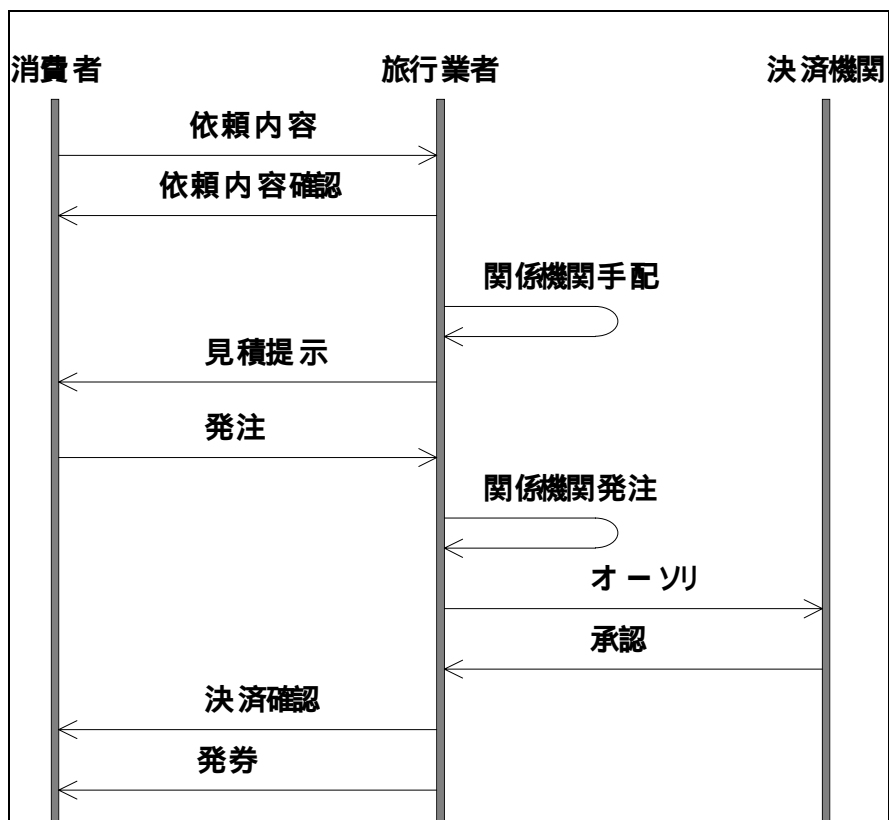 消費者 旅行業者 決済機関
依頼内容
依頼内容確認
関係機関手配
見積提示
発注
関係機関発注
オーソリ
承認
決済確認
発券